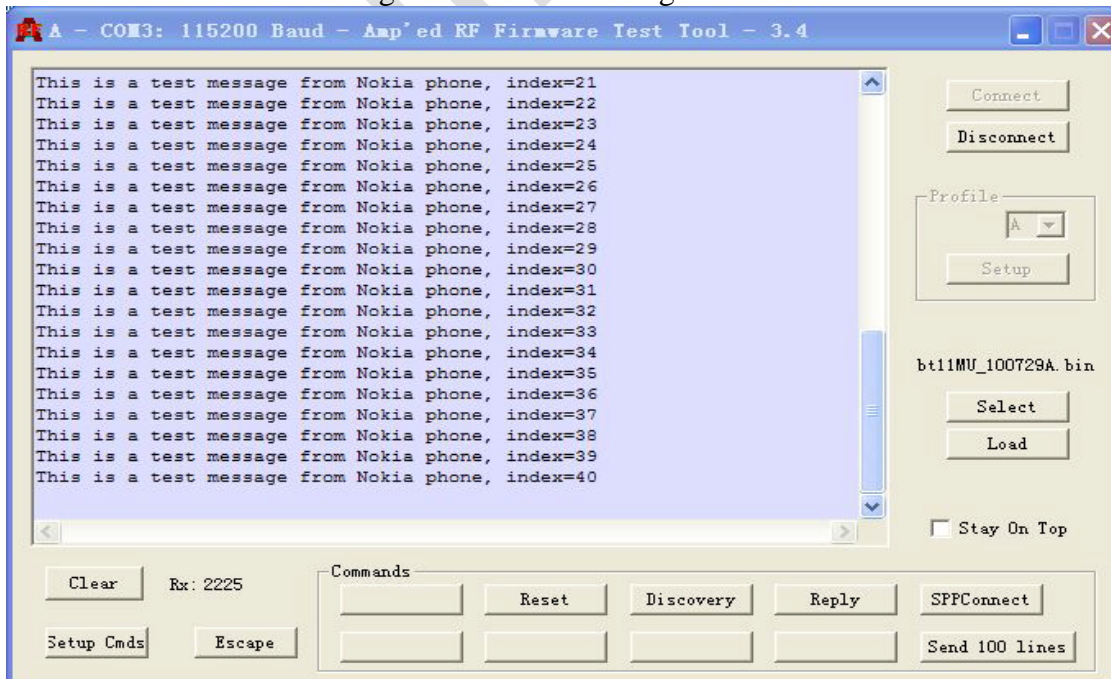 A - COM3: 115200 Baud - Amp'ed RF Firmware Test Tool - 3.4
This is a test message from Nokia phone, index=21
This is a test message from Nokia phone, index=22
This is a test message from Nokia phone, index=23
This is a test message from Nokia phone, index=24
This is a test message from Nokia phone, index=25
This is a test message from Nokia phone, index=26
This is a test message from Nokia phone, index=27
This is a test message from Nokia phone, index=28
This is a test message from Nokia phone, index=29
This is a test message from Nokia phone, index=30
This is a test message from Nokia phone, index=31
This is a test message from Nokia phone, index=32
This is a test message from Nokia phone, index=33
This is a test message from Nokia phone, index=34
This is a test message from Nokia phone, index=35
This is a test message from Nokia phone, index=36
This is a test message from Nokia phone, index=37
This is a test message from Nokia phone, index=38
This is a test message from Nokia phone, index=39
This is a test message from Nokia phone, index=40
Connect
Disconnect
Profile
A
Setup
bt11MU_100729A.bin
Select
Load
Stay On Top
Clear
Rx: 2225
Setup Cmds
Escape
Commands
Reset
Discovery
Reply
SPPConnect
Send 100 lines